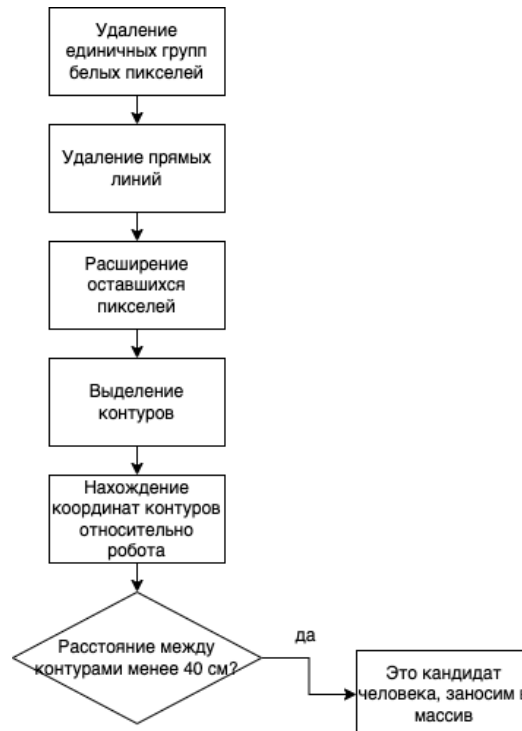 Удаление
единичных групп
белых пикселей
Удаление прямых
линий
Расширение
оставшихся
пикселей
Выделение
контуров
Нахождение
координат контуров
относительно
робота
Расстояние между
контурами менее 40 см?
да
Это кандидат
человека, заносим в
массив